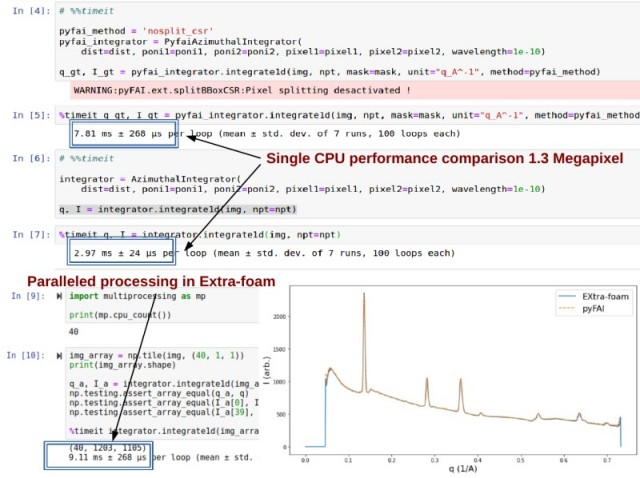 In [4]: # %%timeit
pyfai_method = 'nosplit_csr'
pyfai_integrator = PyfaiAzimuthalIntegrator(
dist=dist, poni1=poni1, poni2=poni2, pixel1=pixel1, pixel2=pixel2, wavelength=1e-10)
q_gt, I_gt = pyfai_integrator.integrate1d(img, npt, mask=mask, unit="q_A^-1", method=pyfai_method)
WARNING:pyFAI.ext.splitBBoxCSR:Pixel splitting desactivated !
In [5]: %timeit q_gt, I_gt = pyfai_integrator.integrate1d(img, npt, mask=mask, unit="q_A^-1", method=pyfai_method
7.81 ms ± 268 µs per loop (mean ± std. dev. of 7 runs, 100 loops each)
Single CPU performance comparison 1.3 Megapixel
In [6]: # %%timeit
integrator = AzimuthalIntegrator(
dist=dist, poni1=poni1, poni2=poni2, pixel1=pixel1, pixel2=pixel2, wavelength=1e-10)
q, I = integrator.integrate1d(img, npt=npt)
In [7]: %timeit q, I = integrator.integrate1d(img, npt=npt)
2.97 ms ± 24 µs per loop (mean ± std. dev. of 7 runs, 100 loops each)
Paralleled processing in Extra-foam
In [9]: import multiprocessing as mp
print(mp.cpu_count())
40
In [10]: img_array = np.tile(img, (40, 1, 1))
print(img_array.shape)
q_a, I_a = integrator.integrate1d(img_a
np.testing.assert_array_equal(q_a, q)
np.testing.assert_array_equal(I_a[0], I
np.testing.assert_array_equal(I_a[39],
%timeit integrator.integrate1d(img_arra
(40, 1203, 1105)
9.11 ms ± 268 µs per loop (mean ± std.
EXtra-foam
pyFAI
I (arb.)
2000
1500
1000
500
0
0.0 0.1 0.2 0.3 0.4 0.5 0.6 0.7
q (1/A)